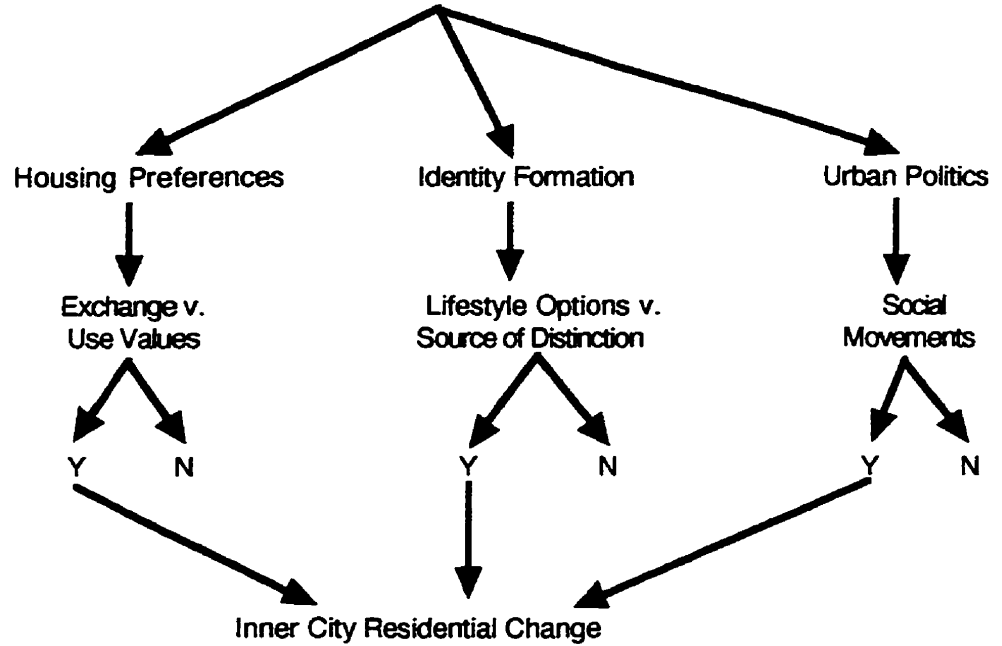 Housing Preferences
Identity Formation
Urban Politics
Exchange v.
Use Values
Lifestyle Options v.
Source of Distinction
Social
Movements
Y
N
Y
N
Y
N
Inner City Residential Change